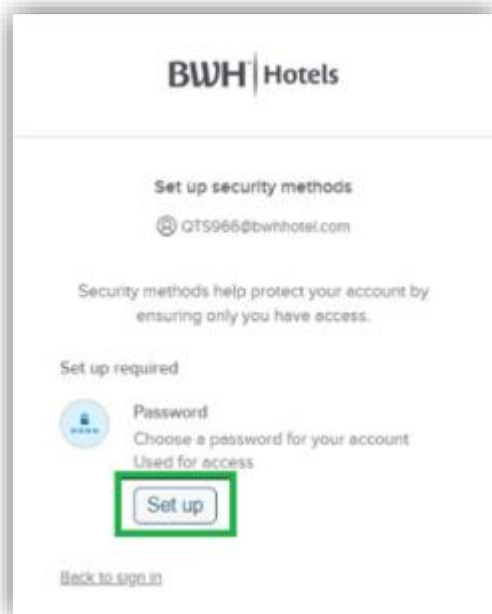 BWH Hotels
Set up security methods
QTS966@bwhhotel.com
Security methods help protect your account by
ensuring only you have access.
Set up required
Password
Choose a password for your account
Used for access
Set up
Back to sign in